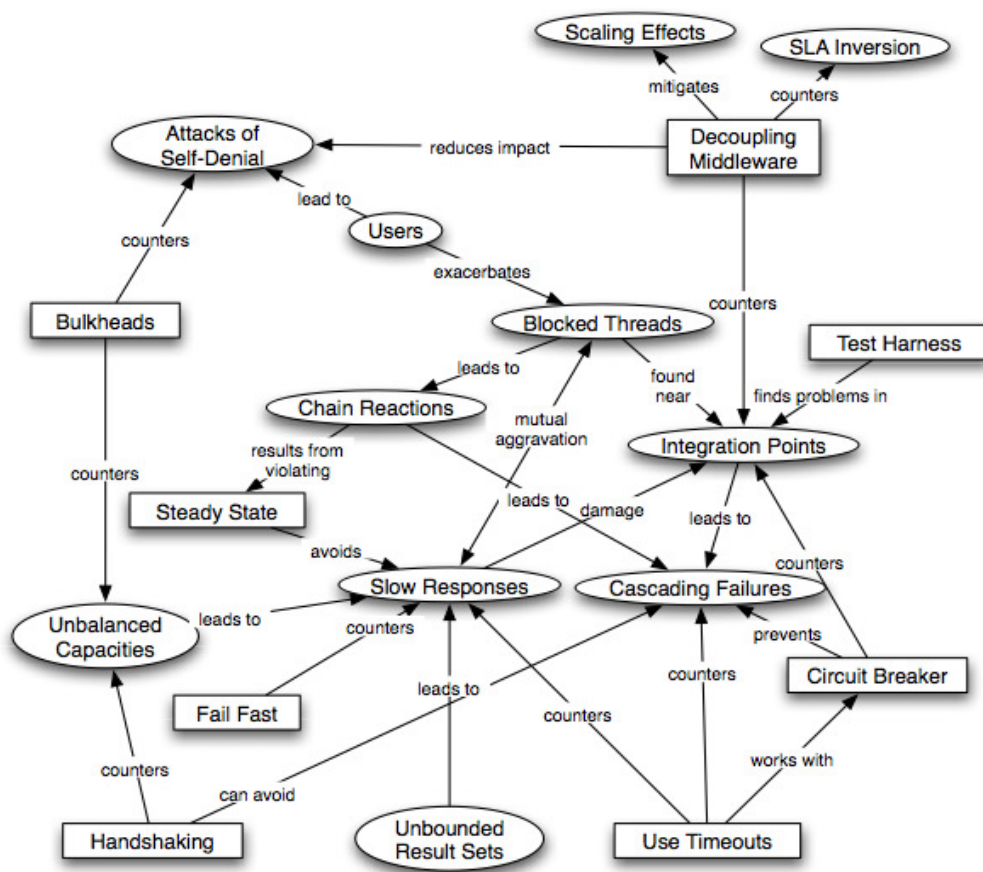 Scaling Effects
SLA Inversion
mitigates
counters
Attacks of
Self-Denial
reduces impact
Decoupling
Middleware
lead to
Users
counters
exacerbates
counters
Bulkheads
Blocked Threads
Test Harness
leads to
found
near
finds problems in
Chain Reactions
mutual
aggravation
Integration Points
results from
violating
counters
leads to
damage
leads to
Steady State
avoids
counters
Slow Responses
Cascading Failures
leads to
Unbalanced
Capacities
counters
prevents
Circuit Breaker
counters
leads to
Fail Fast
counters
counters
works with
can avoid
Handshaking
Unbounded
Result Sets
Use Timeouts